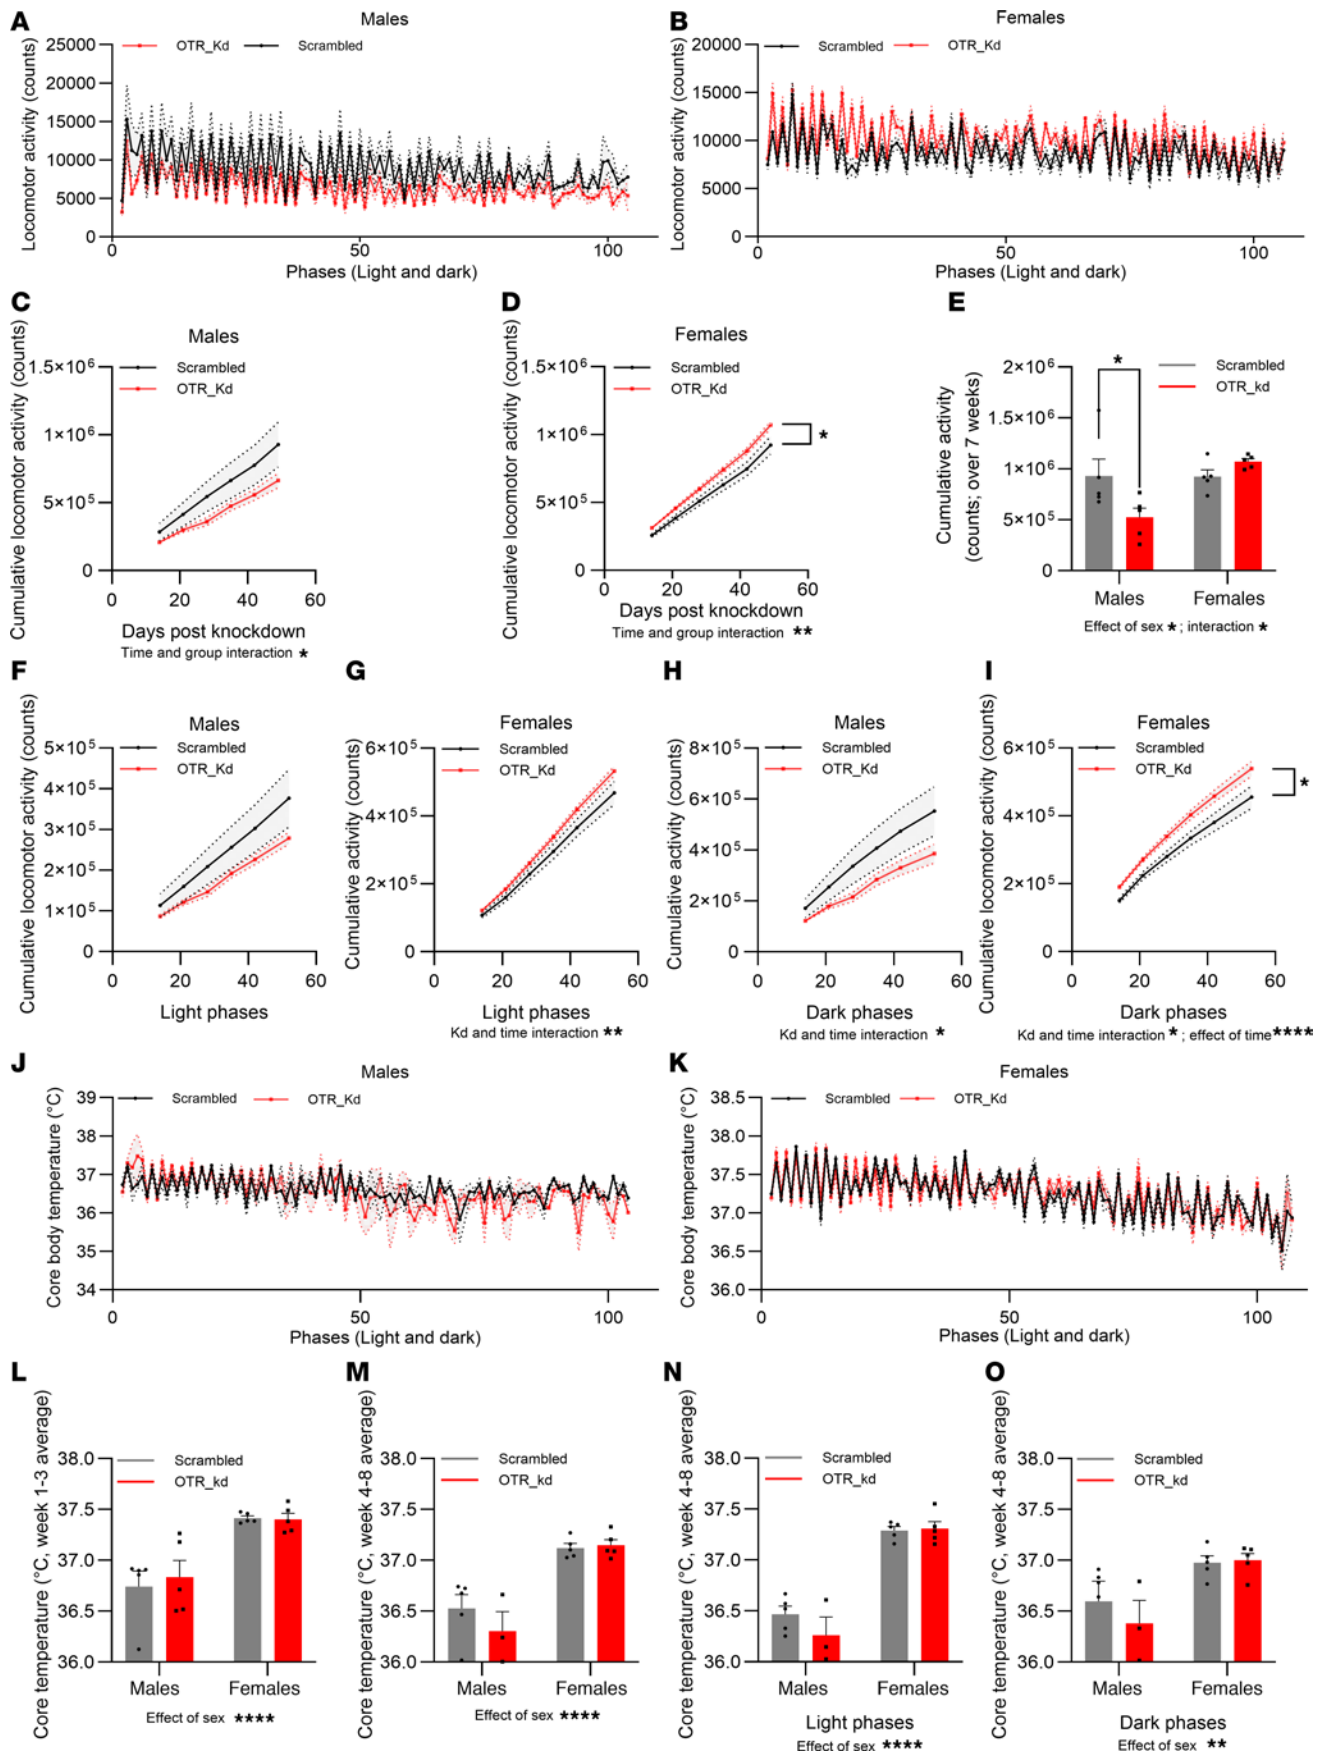 A
Males
OTR_Kd
Scrambled
Locomotor activity (counts)
25000
20000
15000
10000
5000
0
0
50
100
Phases (Light and dark)
B
Females
Scrambled
OTR_Kd
Locomotor activity (counts)
20000
15000
10000
5000
0
0
50
100
Phases (Light and dark)
C
Males
Scrambled
OTR_Kd
Cumulative locomotor activity (counts)
1.5×10⁶
1×10⁶
5×10⁵
0
0
20
40
60
Days post knockdown
Time and group interaction *
D
Females
Scrambled
OTR_Kd
Cumulative locomotor activity (counts)
1.5×10⁶
1×10⁶
5×10⁵
0
*
0
20
40
60
Days post knockdown
Time and group interaction **
E
Scrambled
OTR_kd
Cumulative activity
(counts; over 7 weeks)
2×10⁶
1.5×10⁶
1×10⁶
5×10⁵
0
*
Males
Females
Effect of sex *; interaction *
F
Males
Scrambled
OTR_Kd
Cumulative locomotor activity (counts)
5×10⁵
4×10⁵
3×10⁵
2×10⁵
1×10⁵
0
0
20
40
60
Light phases
G
Females
Scrambled
OTR_Kd
Cumulative activity (counts)
6×10⁵
4×10⁵
2×10⁵
0
0
20
40
60
Light phases
Kd and time interaction **
H
Males
Scrambled
OTR_Kd
Cumulative activity (counts)
8×10⁵
6×10⁵
4×10⁵
2×10⁵
0
0
20
40
60
Dark phases
Kd and time interaction *
I
Females
Scrambled
OTR_Kd
Cumulative locomotor activity (counts)
6×10⁵
4×10⁵
2×10⁵
0
*
0
20
40
60
Dark phases
Kd and time interaction *; effect of time****
J
Males
Scrambled
OTR_Kd
Core body temperature (°C)
39
38
37
36
35
34
0
50
100
Phases (Light and dark)
K
Females
Scrambled
OTR_Kd
Core body temperature (°C)
38.5
38.0
37.5
37.0
36.5
36.0
0
50
100
Phases (Light and dark)
L
Scrambled
OTR_kd
Core temperature (°C, week 1-3 average)
38.0
37.5
37.0
36.5
36.0
Males
Females
Effect of sex ****
M
Scrambled
OTR_kd
Core temperature (°C, week 4-8 average)
38.0
37.5
37.0
36.5
36.0
Males
Females
Effect of sex ****
N
Scrambled
OTR_kd
Core temperature (°C, week 4-8 average)
38.0
37.5
37.0
36.5
36.0
Males
Females
Light phases
Effect of sex ****
O
Scrambled
OTR_kd
Core temperature (°C, week 4-8 average)
38.0
37.5
37.0
36.5
36.0
Males
Females
Dark phases
Effect of sex **